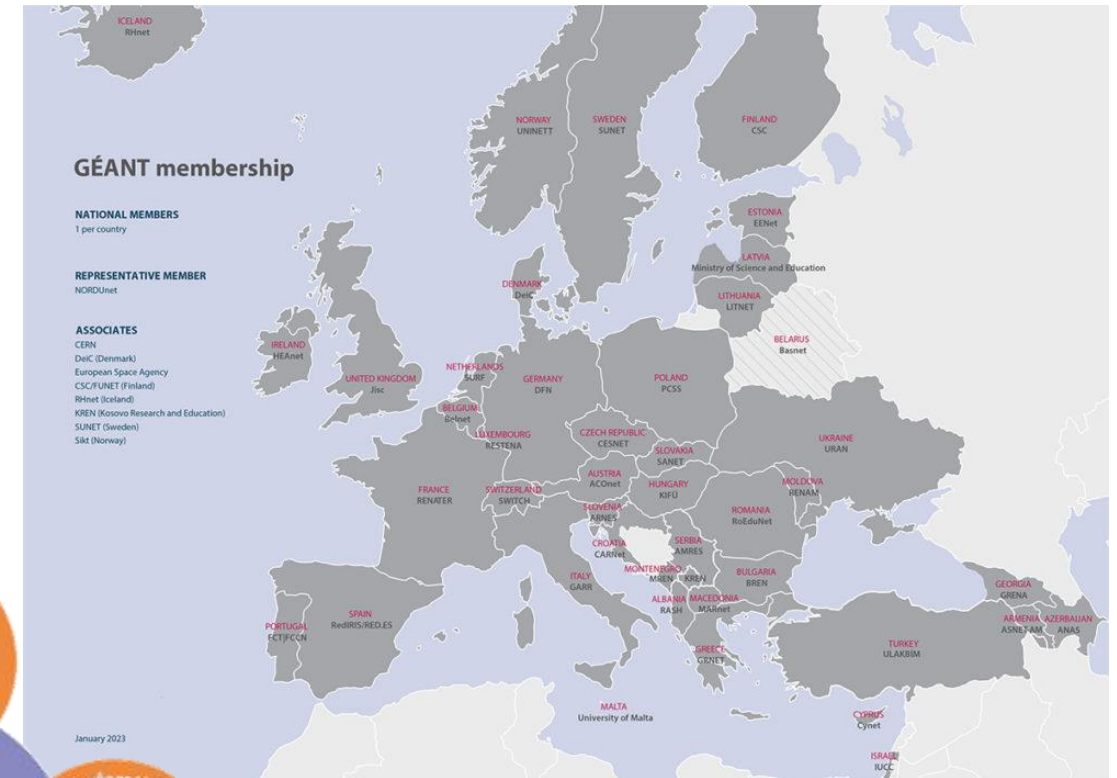 ICELAND
RHnet
NORWAY
UNINETT
SWEDEN
SUNET
FINLAND
CSC
GÉANT membership
NATIONAL MEMBERS
1 per country
REPRESENTATIVE MEMBER
NORDUnet
ASSOCIATES
CERN
DeiC (Denmark)
European Space Agency
CSC/FUNET (Finland)
RHnet (Iceland)
KREN (Kosovo Research and Education)
SUNET (Sweden)
Sikt (Norway)
ESTONIA
EENet
LATVIA
Ministry of Science and Education
LITHUANIA
LITNET
DENMARK
DeiC
BELARUS
Basnet
IRELAND
HEAnet
UNITED KINGDOM
Jisc
NETHERLANDS
SURF
GERMANY
DFN
POLAND
PCSS
BELGIUM
Belnet
LUXEMBOURG
RESTENA
CZECH REPUBLIC
CESNET
SLOVAKIA
SANET
UKRAINE
URAN
FRANCE
RENATER
SWITZERLAND
SWITCH
AUSTRIA
ACOnet
HUNGARY
KIFÜ
MOLDOVA
RENAM
SLOVENIA
ARNES
ROMANIA
RoEduNet
CROATIA
CARNet
SERBIA
AMRES
MONTENEGRO
MREN
KREN
BULGARIA
BREN
ITALY
GARR
ALBANIA
RASH
MACEDONIA
MARnet
GEORGIA
GRENA
PORTUGAL
FCT|FCCN
SPAIN
RedIRIS/RED.ES
ARMENIA
ASNET-AM
AZERBAIJAN
ANAS
GREECE
GRNET
TURKEY
ULAKBİM
MALTA
University of Malta
CYPRUS
Cynet
ISRAEL
IUCC
January 2023